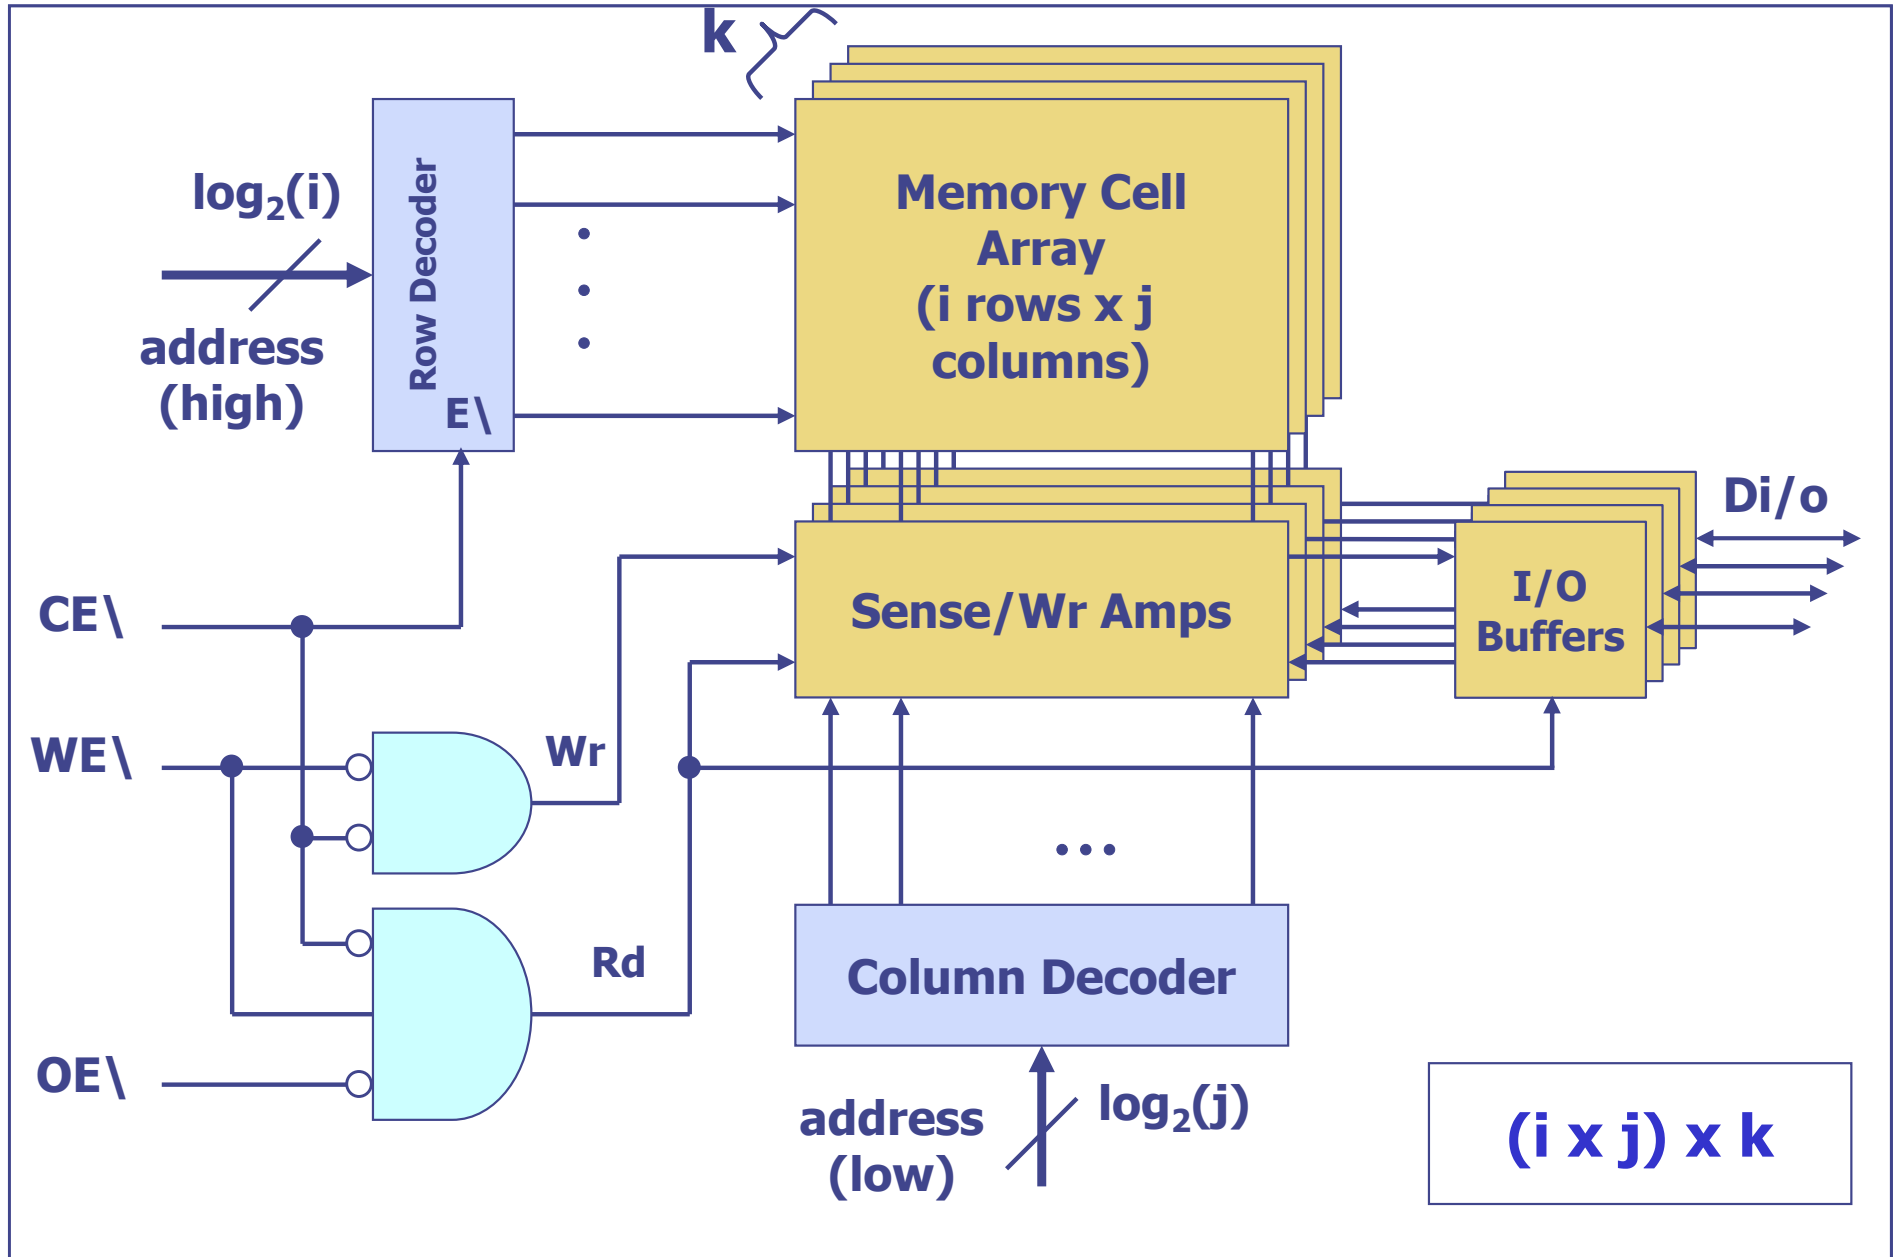 k
log₂(i)
address
(high)
Row Decoder
E\
Memory Cell
Array
(i rows x j
columns)
Di/o
I/O
Buffers
Sense/Wr Amps
CE\
WE\
OE\
Wr
Rd
...
Column Decoder
address
(low)
log₂(j)
(i x j) x k